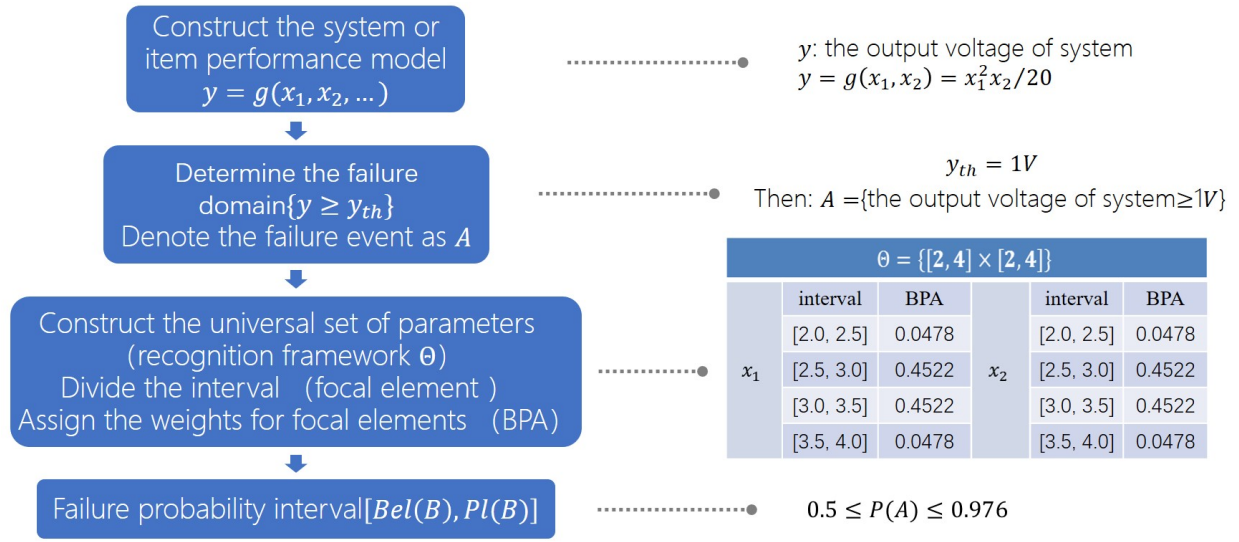 Construct the system or
item performance model
y = g(x₁, x₂, …)
y: the output voltage of system
y = g(x₁, x₂) = x₁²x₂/20
Determine the failure
domain{y ≥ yₜₕ}
Denote the failure event as A
yₜₕ = 1V
Then: A ={the output voltage of system≥1V}
Construct the universal set of parameters
(recognition framework Θ)
Divide the interval (focal element )
Assign the weights for focal elements (BPA)
Θ = {[2, 4] × [2, 4]}
interval BPA interval BPA
[2.0, 2.5] 0.0478 [2.0, 2.5] 0.0478
[2.5, 3.0] 0.4522 [2.5, 3.0] 0.4522
x₁ x₂
[3.0, 3.5] 0.4522 [3.0, 3.5] 0.4522
[3.5, 4.0] 0.0478 [3.5, 4.0] 0.0478
Failure probability interval[Bel(B), Pl(B)]
0.5 ≤ P(A) ≤ 0.976